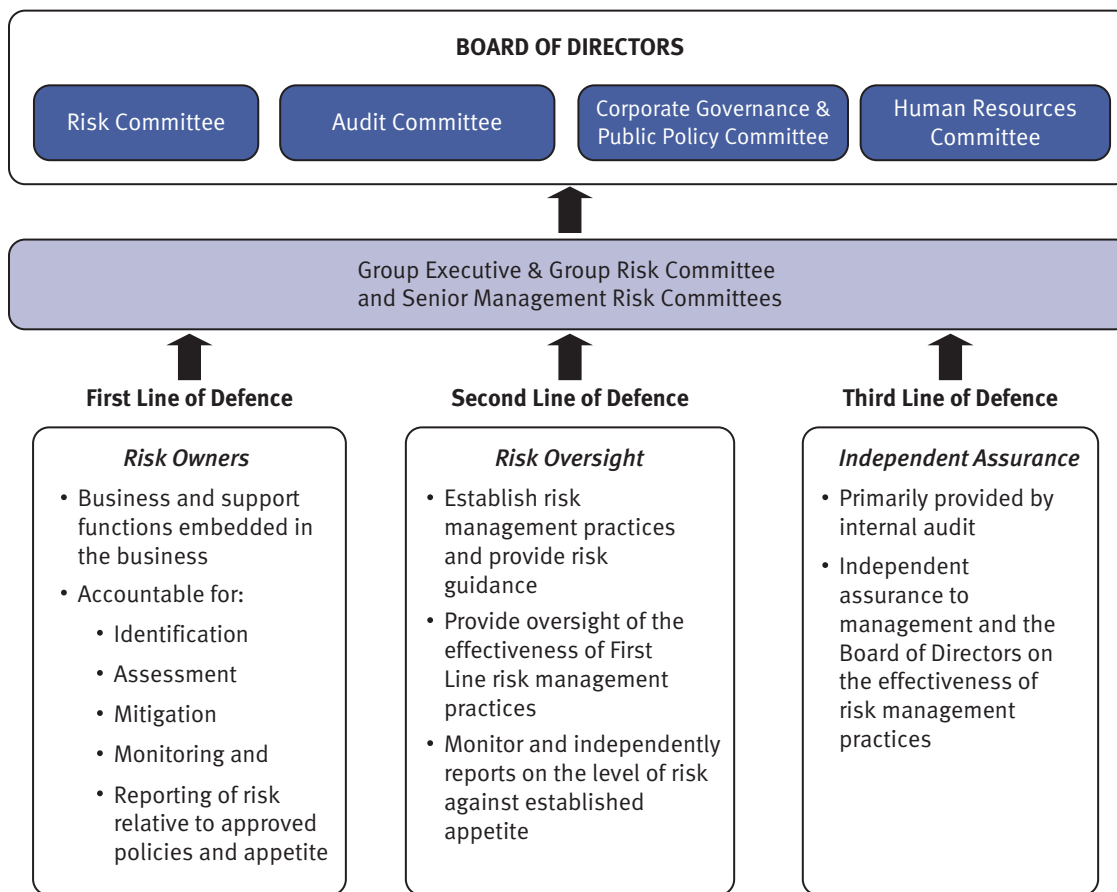 BOARD OF DIRECTORS
Risk Committee
Audit Committee
Corporate Governance &
Public Policy Committee
Human Resources
Committee
Group Executive & Group Risk Committee
and Senior Management Risk Committees
First Line of Defence
Second Line of Defence
Third Line of Defence
Risk Owners
• Business and support
functions embedded in
the business
• Accountable for:
• Identification
• Assessment
• Mitigation
• Monitoring and
• Reporting of risk
relative to approved
policies and appetite
Risk Oversight
• Establish risk
management practices
and provide risk
guidance
• Provide oversight of the
effectiveness of First
Line risk management
practices
• Monitor and independently
reports on the level of risk
against established
appetite
Independent Assurance
• Primarily provided by
internal audit
• Independent
assurance to
management and the
Board of Directors on
the effectiveness of
risk management
practices